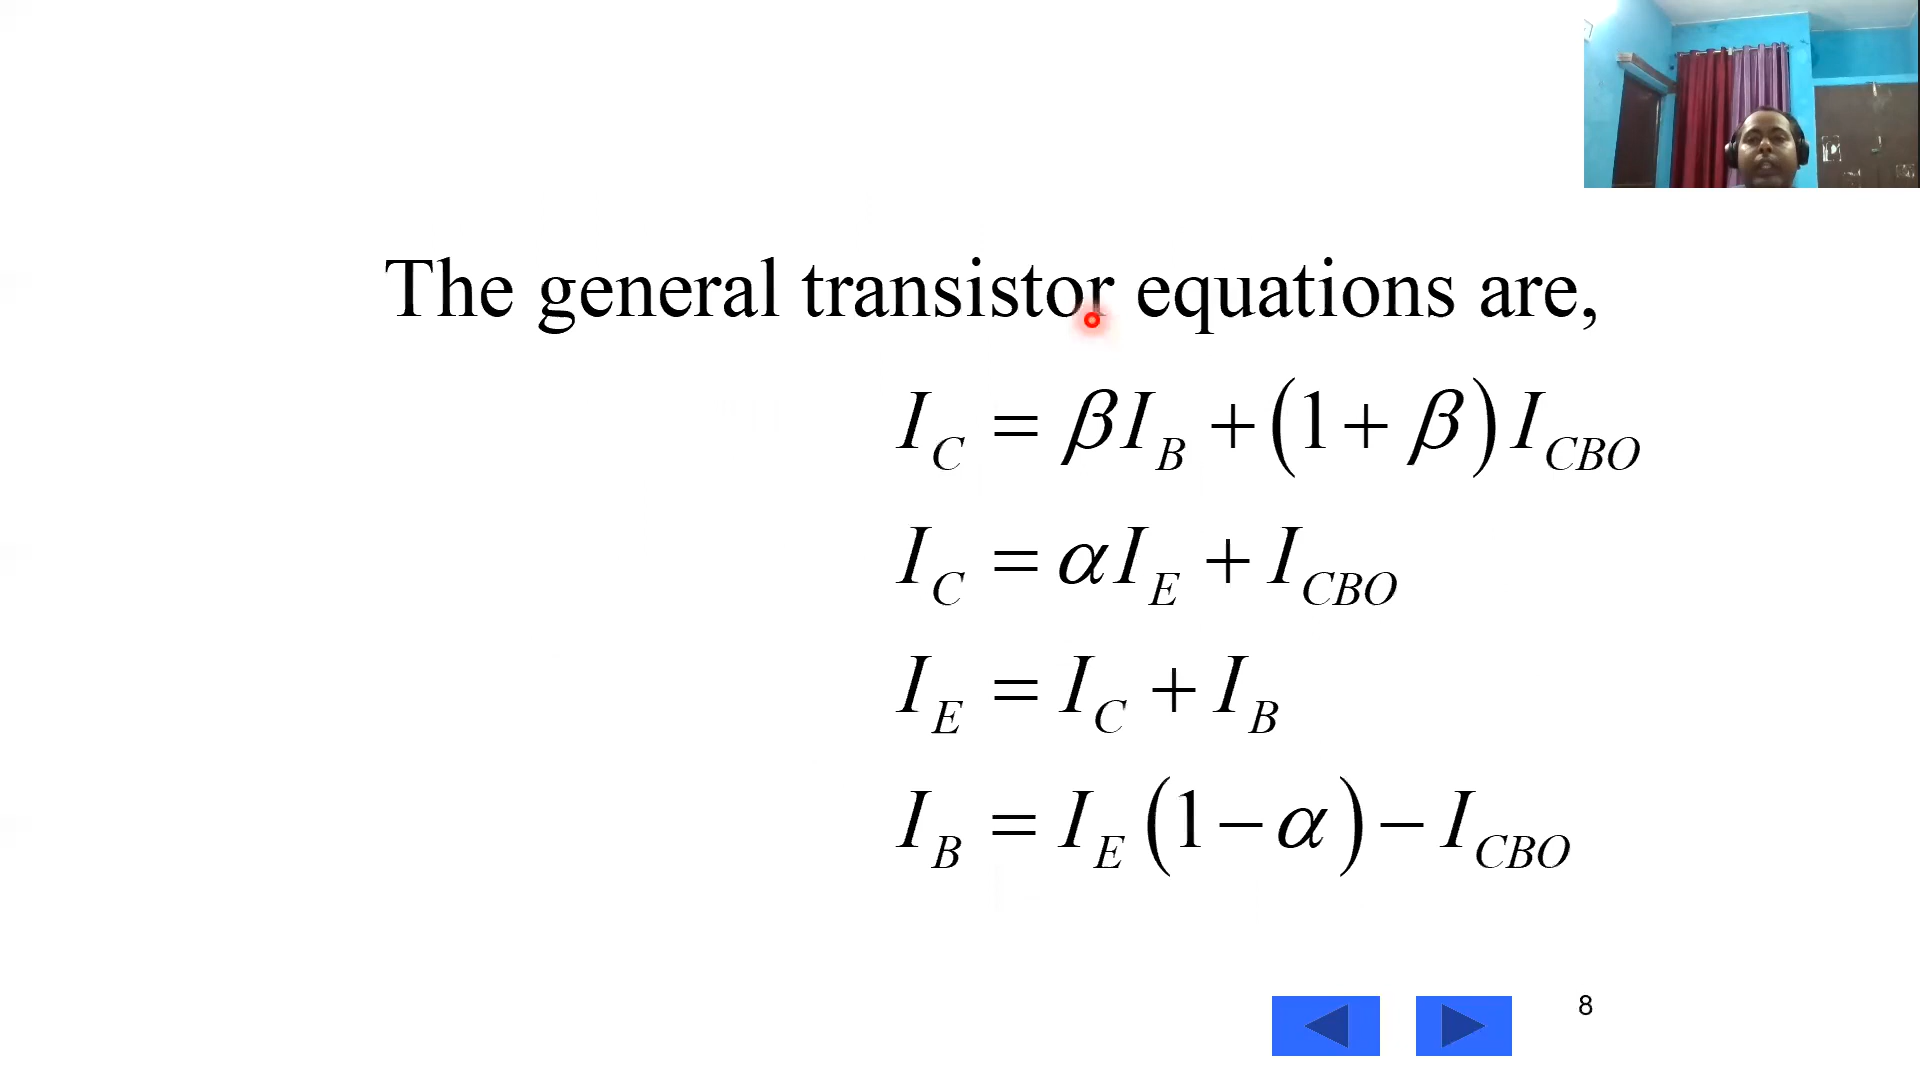 The general transistor equations are,
I_C = βI_B + (1 + β) I_CBO
I_C = αI_E + I_CBO
I_E = I_C + I_B
I_B = I_E (1 − α) − I_CBO
8